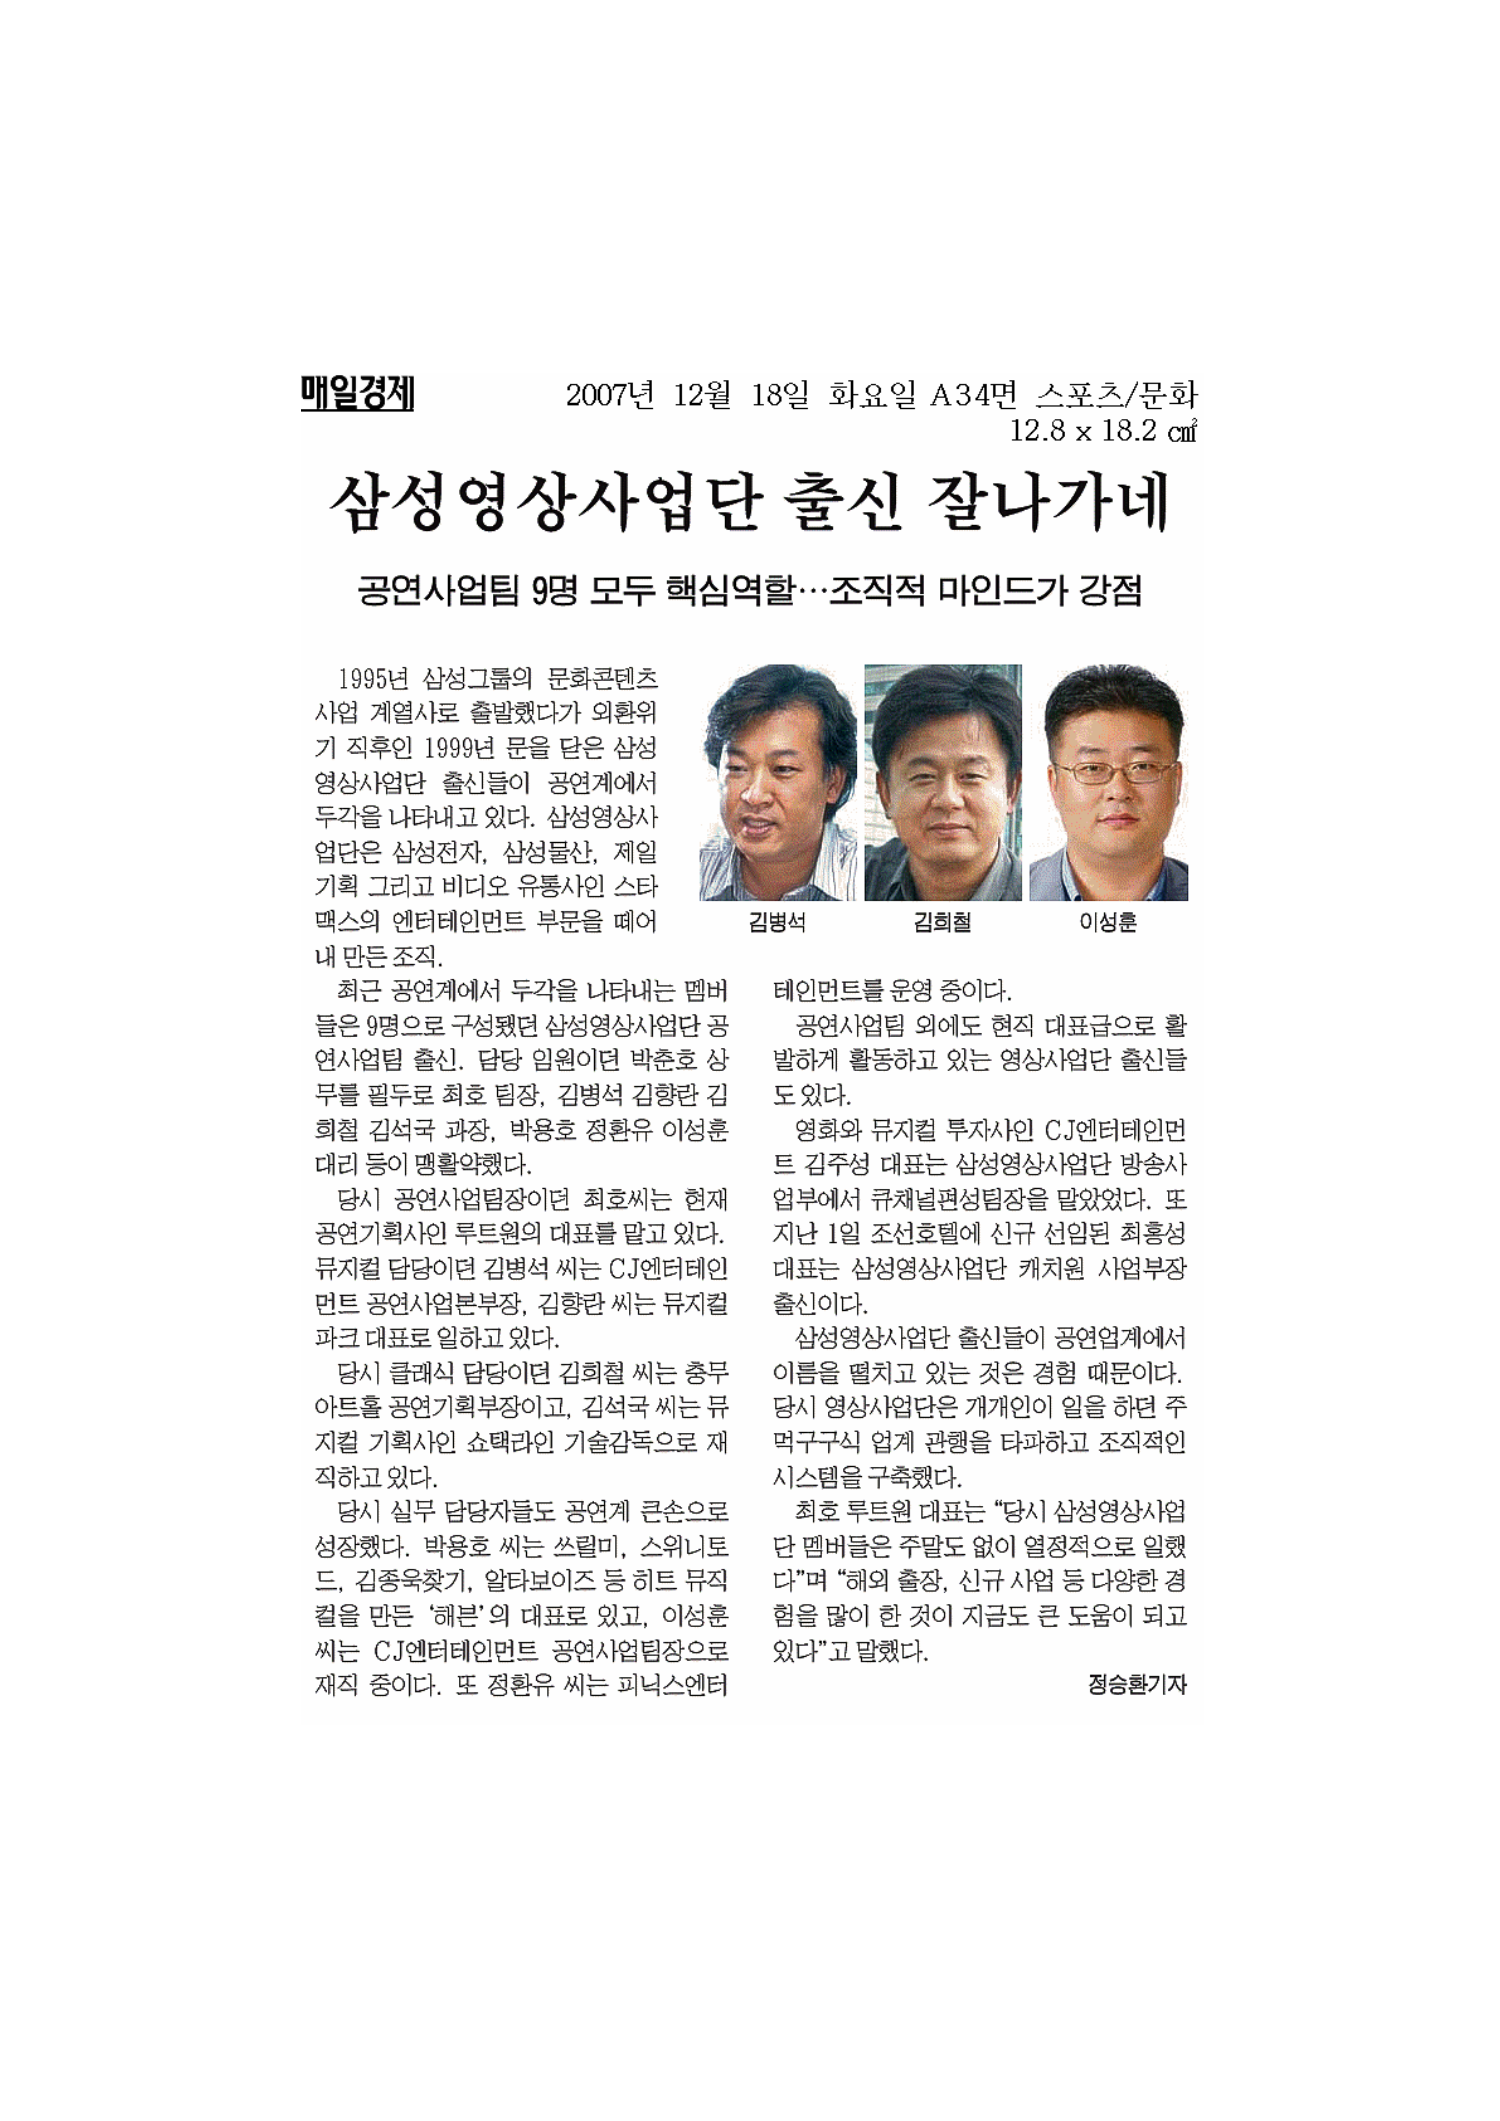 매일경제
2007년 12월 18일 화요일 A34면 스포츠/문화
12.8 x 18.2 ㎠
삼성영상사업단 출신 잘나가네
공연사업팀 9명 모두 핵심역할…조직적 마인드가 강점
1995년 삼성그룹의 문화콘텐츠
사업 계열사로 출발했다가 외환위
기 직후인 1999년 문을 닫은 삼성
영상사업단 출신들이 공연계에서
두각을 나타내고 있다. 삼성영상사
업단은 삼성전자, 삼성물산, 제일
기획 그리고 비디오 유통사인 스타
맥스의 엔터테인먼트 부문을 떼어
내 만든 조직.
김병석
김희철
이성훈
최근 공연계에서 두각을 나타내는 멤버
들은 9명으로 구성됐던 삼성영상사업단 공
연사업팀 출신. 담당 임원이던 박춘호 상
무를 필두로 최호 팀장, 김병석 김향란 김
희철 김석국 과장, 박용호 정환유 이성훈
대리 등이 맹활약했다.
당시 공연사업팀장이던 최호씨는 현재
공연기획사인 루트원의 대표를 맡고 있다.
뮤지컬 담당이던 김병석 씨는 CJ엔터테인
먼트 공연사업본부장, 김향란 씨는 뮤지컬
파크 대표로 일하고 있다.
당시 클래식 담당이던 김희철 씨는 충무
아트홀 공연기획부장이고, 김석국 씨는 뮤
지컬 기획사인 쇼택라인 기술감독으로 재
직하고 있다.
당시 실무 담당자들도 공연계 큰손으로
성장했다. 박용호 씨는 쓰릴미, 스위니토
드, 김종욱찾기, 알타보이즈 등 히트 뮤직
컬을 만든 ‘해븐’의 대표로 있고, 이성훈
씨는 CJ엔터테인먼트 공연사업팀장으로
재직 중이다. 또 정환유 씨는 피닉스엔터
테인먼트를 운영 중이다.
공연사업팀 외에도 현직 대표급으로 활
발하게 활동하고 있는 영상사업단 출신들
도 있다.
영화와 뮤지컬 투자사인 CJ엔터테인먼
트 김주성 대표는 삼성영상사업단 방송사
업부에서 큐채널편성팀장을 맡았었다. 또
지난 1일 조선호텔에 신규 선임된 최홍성
대표는 삼성영상사업단 캐치원 사업부장
출신이다.
삼성영상사업단 출신들이 공연업계에서
이름을 떨치고 있는 것은 경험 때문이다.
당시 영상사업단은 개개인이 일을 하던 주
먹구구식 업계 관행을 타파하고 조직적인
시스템을 구축했다.
최호 루트원 대표는 “당시 삼성영상사업
단 멤버들은 주말도 없이 열정적으로 일했
다”며 “해외 출장, 신규 사업 등 다양한 경
험을 많이 한 것이 지금도 큰 도움이 되고
있다”고 말했다.
정승환기자